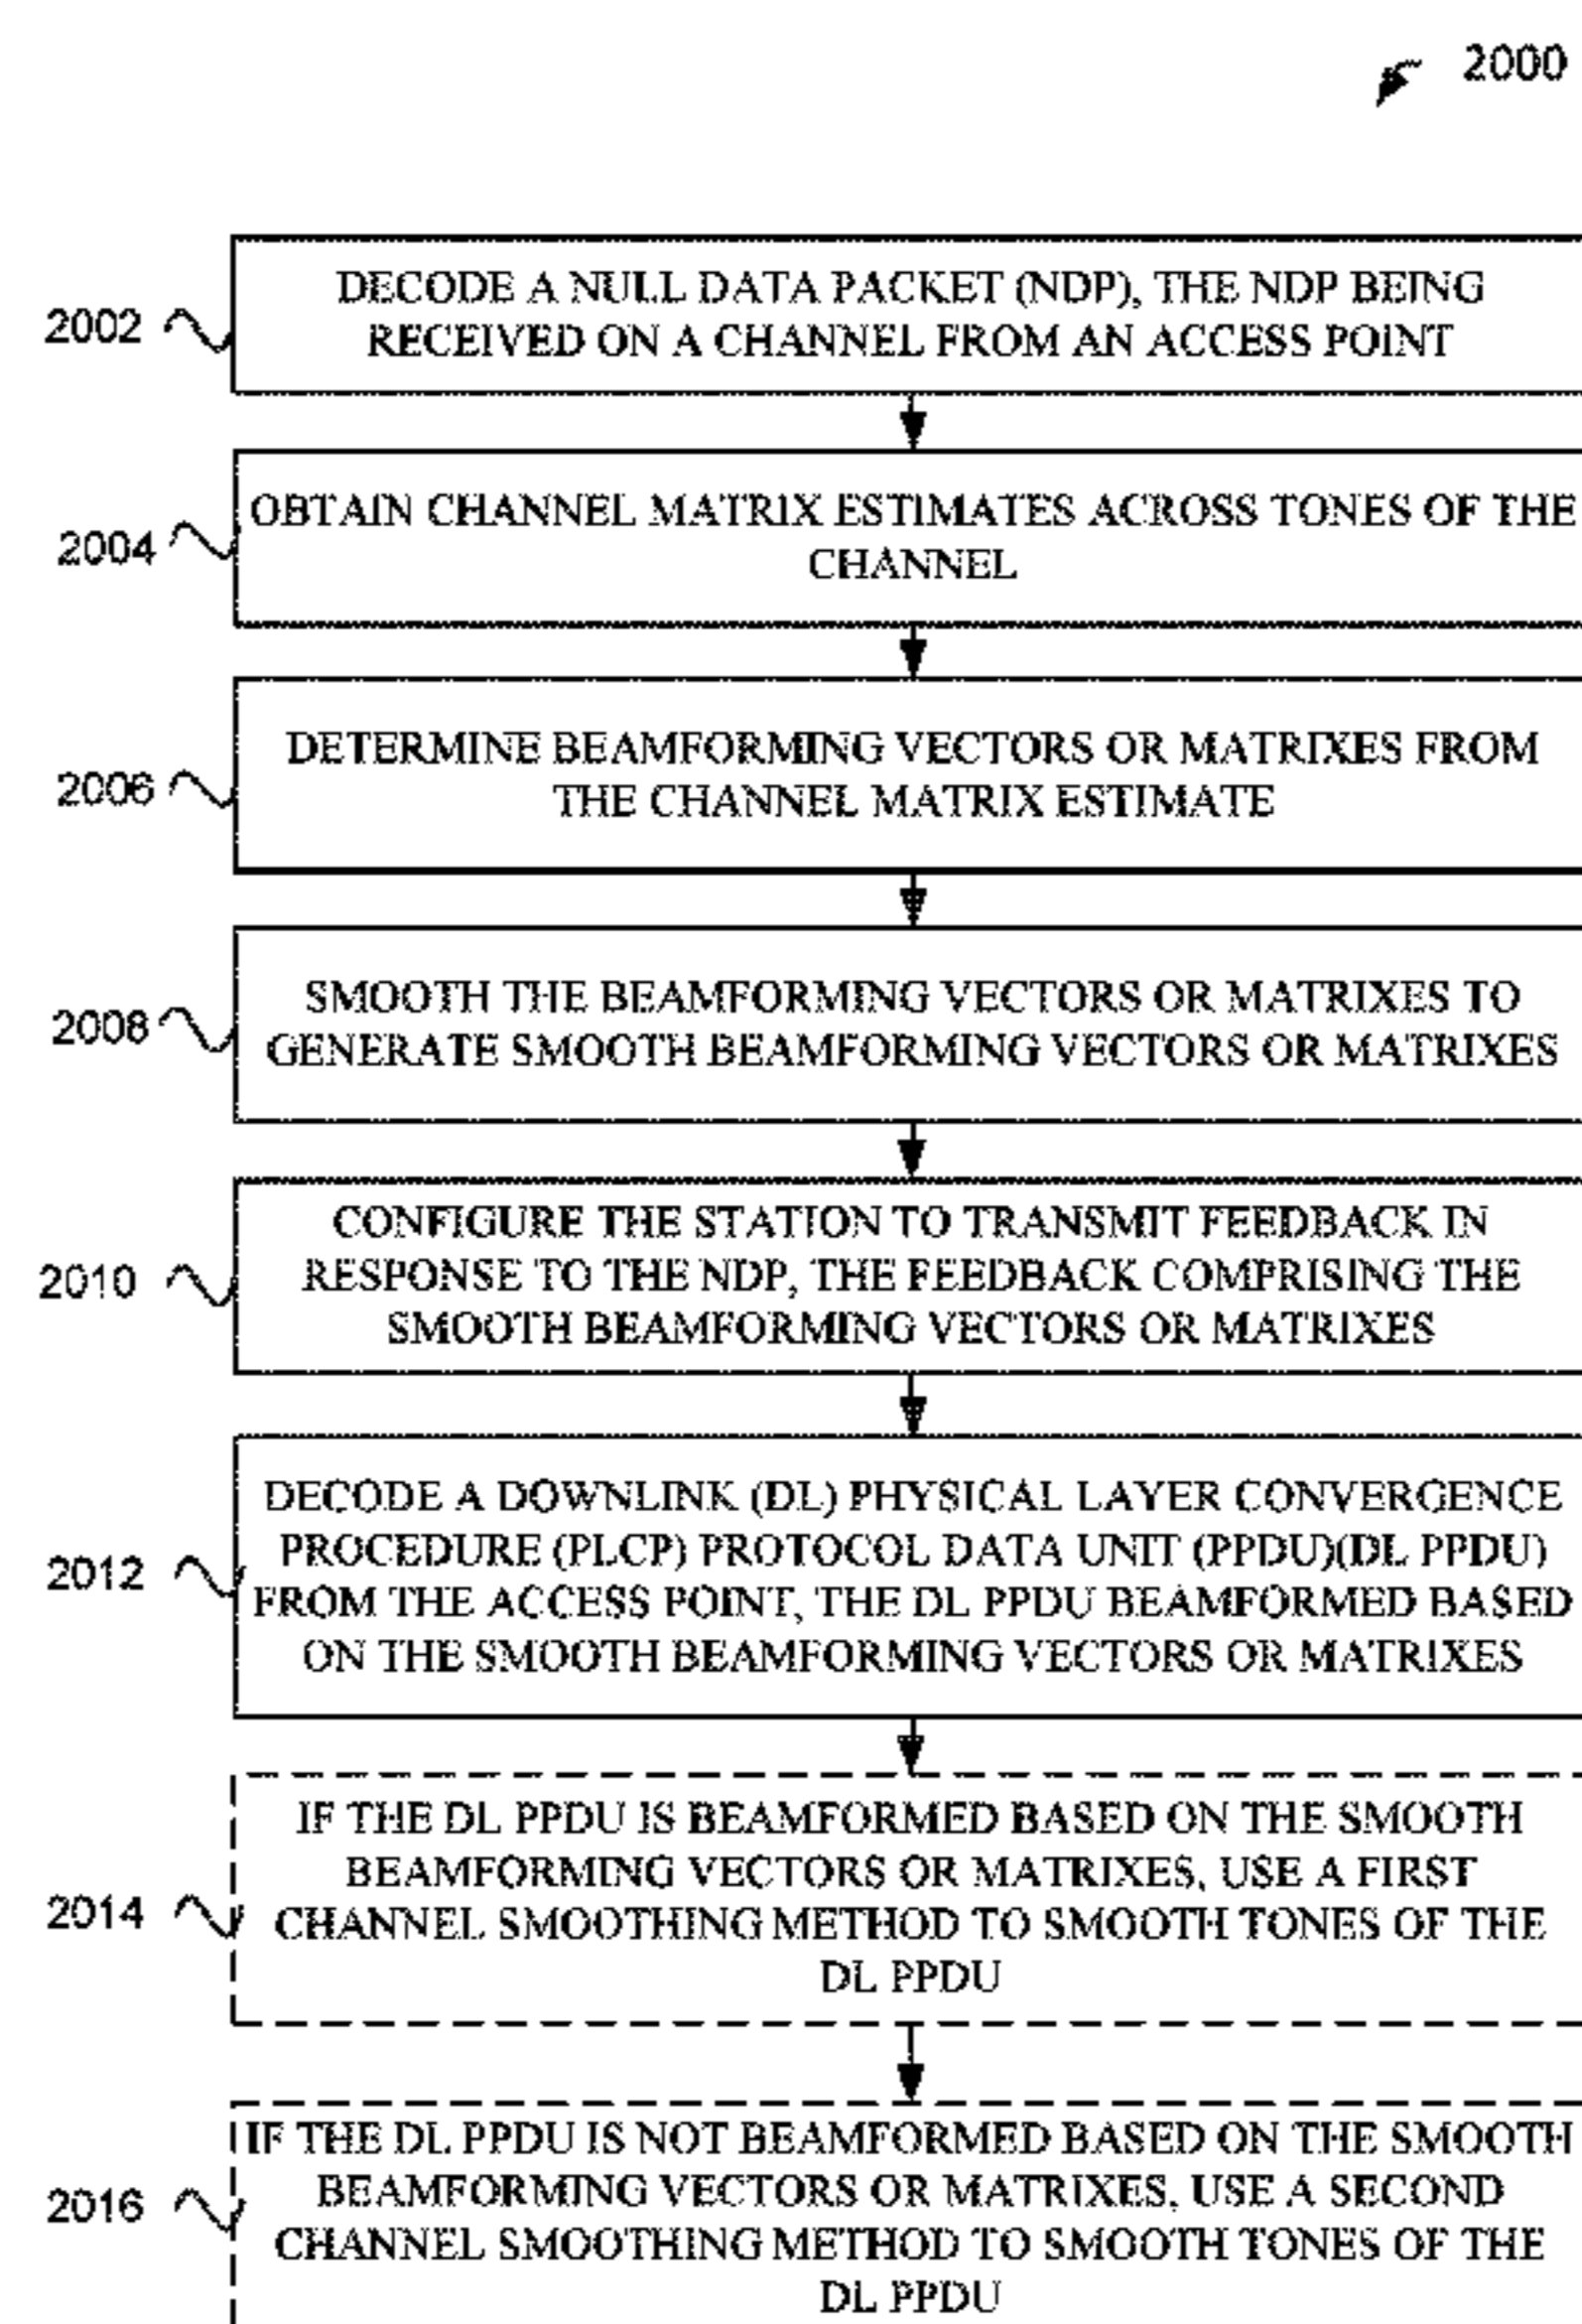 2000
2002
DECODE A NULL DATA PACKET (NDP), THE NDP BEING
RECEIVED ON A CHANNEL FROM AN ACCESS POINT
2004
OBTAIN CHANNEL MATRIX ESTIMATES ACROSS TONES OF THE
CHANNEL
2006
DETERMINE BEAMFORMING VECTORS OR MATRIXES FROM
THE CHANNEL MATRIX ESTIMATE
2008
SMOOTH THE BEAMFORMING VECTORS OR MATRIXES TO
GENERATE SMOOTH BEAMFORMING VECTORS OR MATRIXES
2010
CONFIGURE THE STATION TO TRANSMIT FEEDBACK IN
RESPONSE TO THE NDP, THE FEEDBACK COMPRISING THE
SMOOTH BEAMFORMING VECTORS OR MATRIXES
2012
DECODE A DOWNLINK (DL) PHYSICAL LAYER CONVERGENCE
PROCEDURE (PLCP) PROTOCOL DATA UNIT (PPDU)(DL PPDU)
FROM THE ACCESS POINT, THE DL PPDU BEAMFORMED BASED
ON THE SMOOTH BEAMFORMING VECTORS OR MATRIXES
2014
IF THE DL PPDU IS BEAMFORMED BASED ON THE SMOOTH
BEAMFORMING VECTORS OR MATRIXES, USE A FIRST
CHANNEL SMOOTHING METHOD TO SMOOTH TONES OF THE
DL PPDU
2016
IF THE DL PPDU IS NOT BEAMFORMED BASED ON THE SMOOTH
BEAMFORMING VECTORS OR MATRIXES, USE A SECOND
CHANNEL SMOOTHING METHOD TO SMOOTH TONES OF THE
DL PPDU